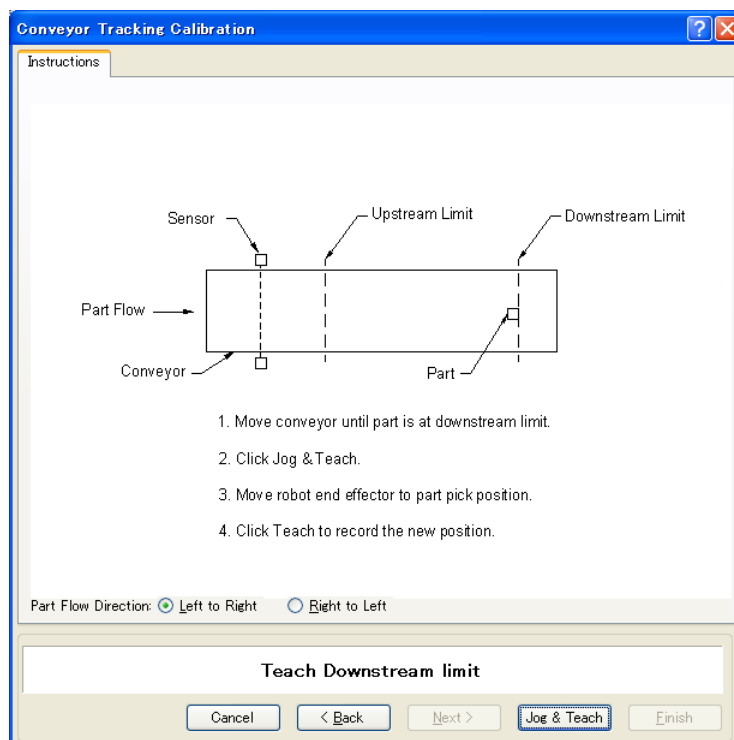 Conveyor Tracking Calibration
Instructions
Sensor
Upstream Limit
Downstream Limit
Part Flow
Conveyor
Part
1. Move conveyor until part is at downstream limit.
2. Click Jog & Teach.
3. Move robot end effector to part pick position.
4. Click Teach to record the new position.
Part Flow Direction: Left to Right Right to Left
Teach Downstream limit
Cancel < Back Next > Jog & Teach Finish